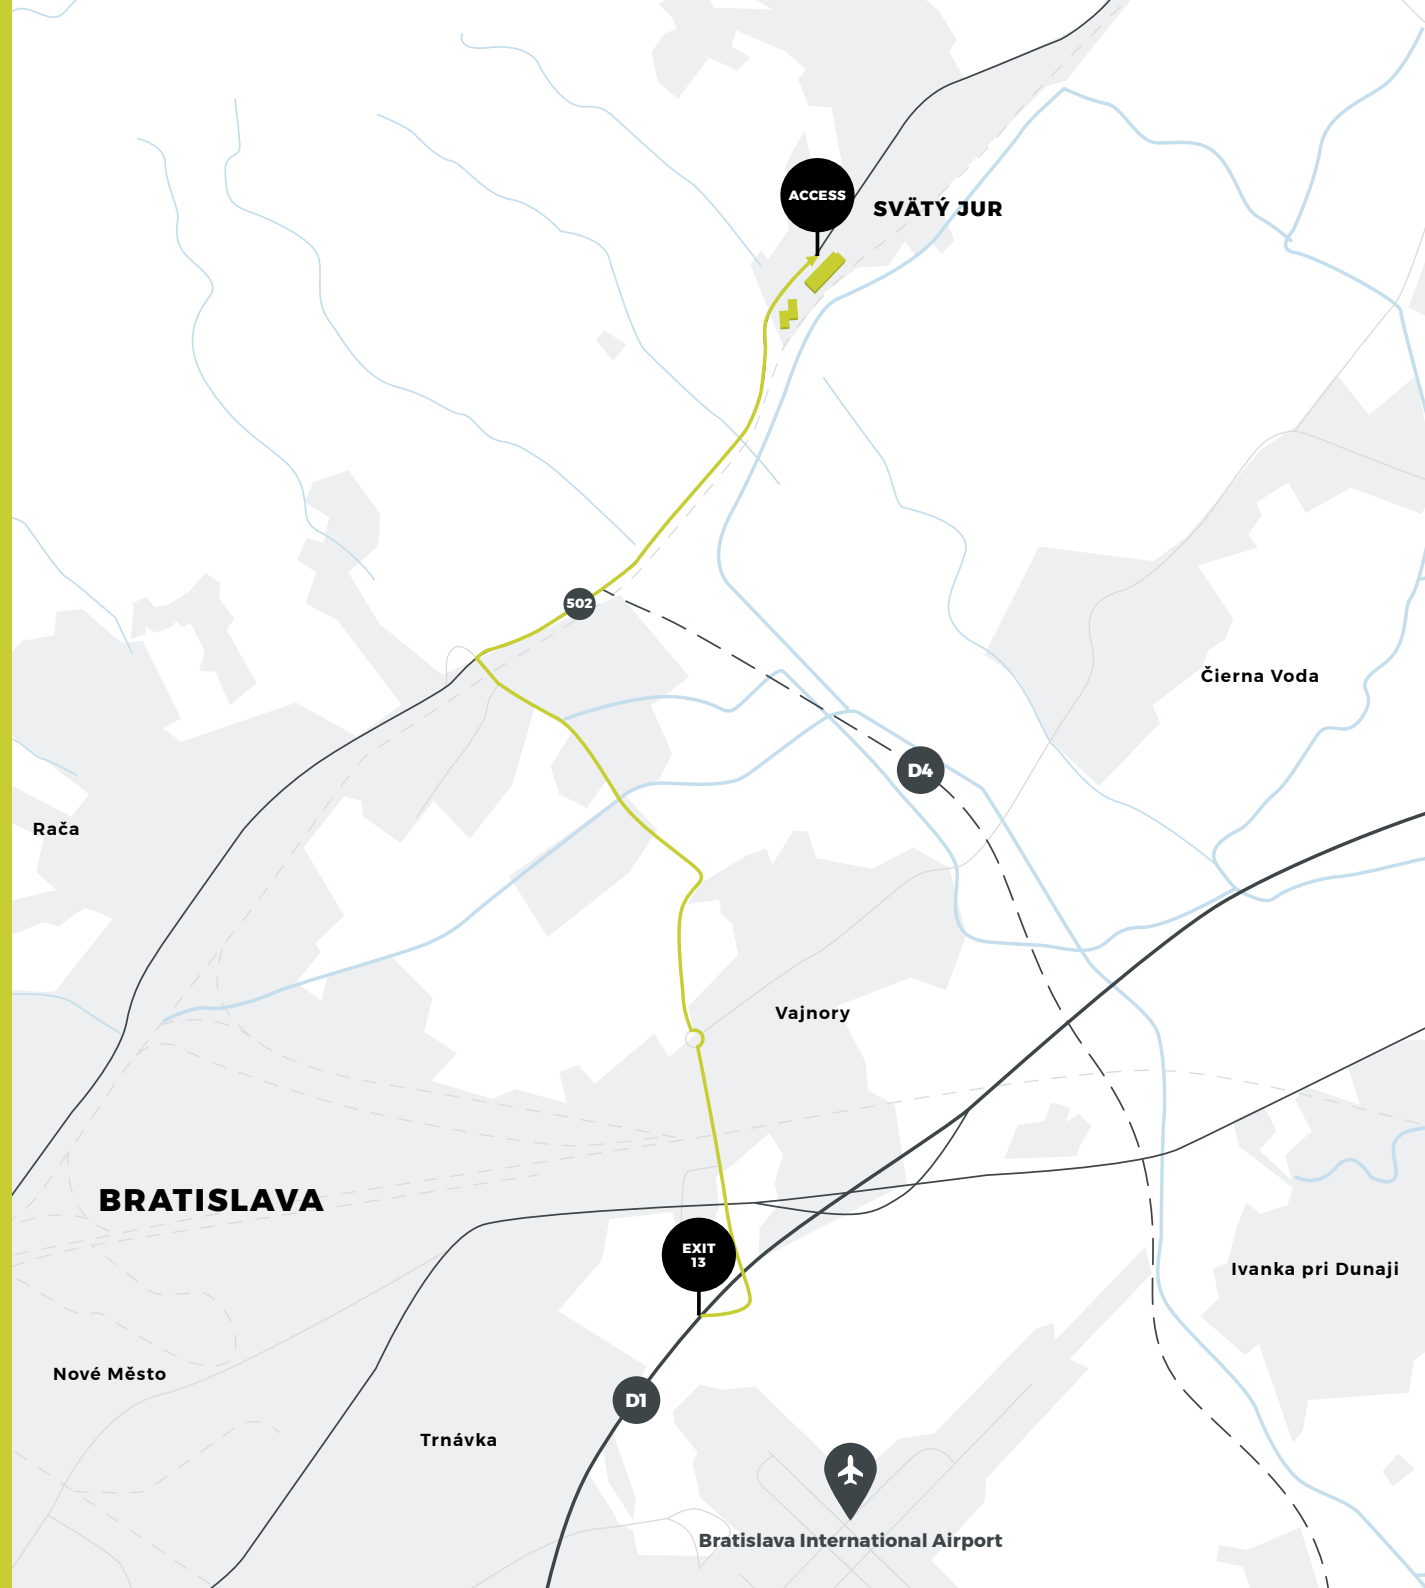 ACCESS
SVÄTÝ JUR
502
Čierna Voda
D4
Rača
Vajnory
BRATISLAVA
EXIT
13
Ivanka pri Dunaji
Nové Město
D1
Trnávka
Bratislava International Airport